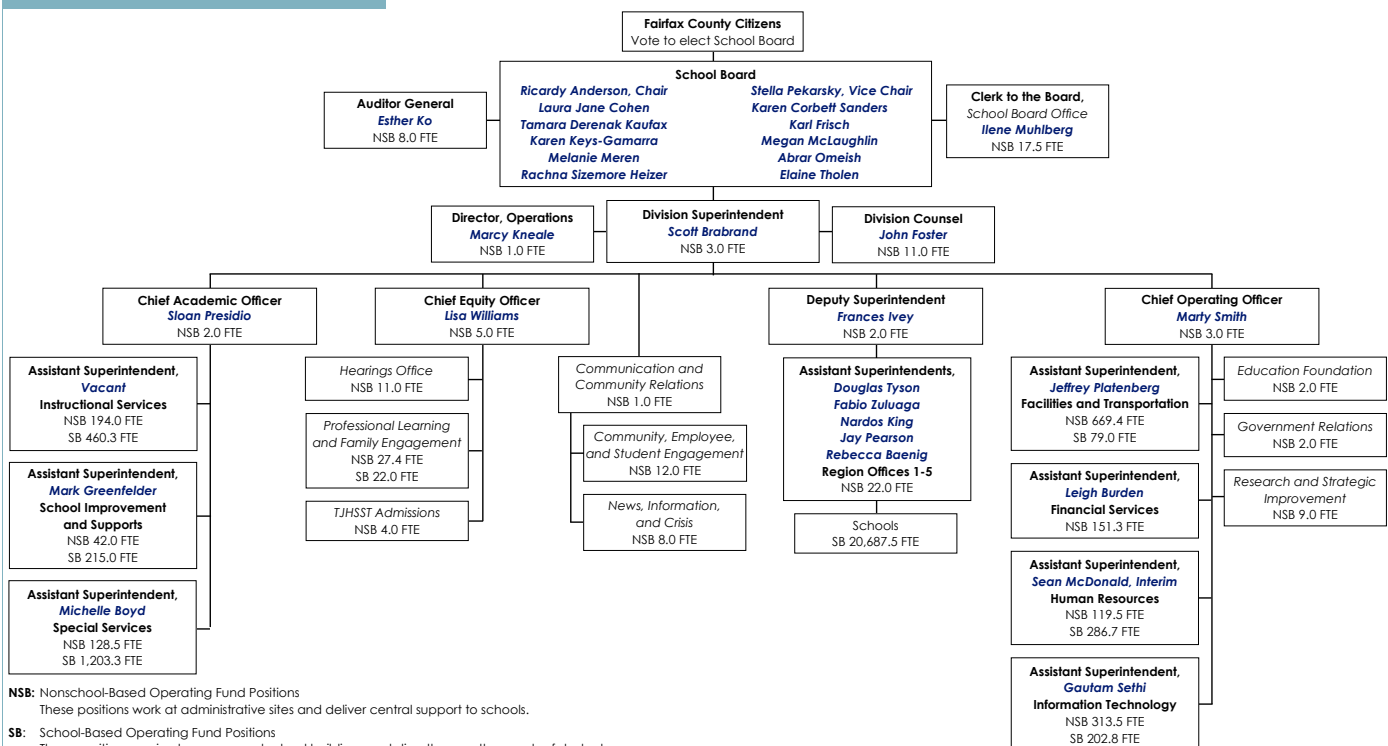 Fairfax County Citizens
Vote to elect School Board
School Board
Ricardy Anderson, Chair
Laura Jane Cohen
Tamara Derenak Kaufax
Karen Keys-Gamarra
Melanie Meren
Rachna Sizemore Heizer
Stella Pekarsky, Vice Chair
Karen Corbett Sanders
Karl Frisch
Megan McLaughlin
Abrar Omeish
Elaine Tholen
Auditor General
Esther Ko
NSB 8.0 FTE
Clerk to the Board,
School Board Office
Ilene Muhlberg
NSB 17.5 FTE
Director, Operations
Marcy Kneale
NSB 1.0 FTE
Division Superintendent
Scott Brabrand
NSB 3.0 FTE
Division Counsel
John Foster
NSB 11.0 FTE
Chief Academic Officer
Sloan Presidio
NSB 2.0 FTE
Chief Equity Officer
Lisa Williams
NSB 5.0 FTE
Deputy Superintendent
Frances Ivey
NSB 2.0 FTE
Chief Operating Officer
Marty Smith
NSB 3.0 FTE
Assistant Superintendent,
Vacant
Instructional Services
NSB 194.0 FTE
SB 460.3 FTE
Assistant Superintendent,
Mark Greenfelder
School Improvement
and Supports
NSB 42.0 FTE
SB 215.0 FTE
Assistant Superintendent,
Michelle Boyd
Special Services
NSB 128.5 FTE
SB 1,203.3 FTE
Hearings Office
NSB 11.0 FTE
Professional Learning
and Family Engagement
NSB 27.4 FTE
SB 22.0 FTE
TJHSST Admissions
NSB 4.0 FTE
Communication and
Community Relations
NSB 1.0 FTE
Community, Employee,
and Student Engagement
NSB 12.0 FTE
News, Information,
and Crisis
NSB 8.0 FTE
Assistant Superintendents,
Douglas Tyson
Fabio Zuluaga
Nardos King
Jay Pearson
Rebecca Baenig
Region Offices 1-5
NSB 22.0 FTE
Schools
SB 20,687.5 FTE
Assistant Superintendent,
Jeffrey Platenberg
Facilities and Transportation
NSB 669.4 FTE
SB 79.0 FTE
Assistant Superintendent,
Leigh Burden
Financial Services
NSB 151.3 FTE
Assistant Superintendent,
Sean McDonald, Interim
Human Resources
NSB 119.5 FTE
SB 286.7 FTE
Assistant Superintendent,
Gautam Sethi
Information Technology
NSB 313.5 FTE
SB 202.8 FTE
Education Foundation
NSB 2.0 FTE
Government Relations
NSB 2.0 FTE
Research and Strategic
Improvement
NSB 9.0 FTE
NSB: Nonschool-Based Operating Fund Positions
These positions work at administrative sites and deliver central support to schools.
SB: School-Based Operating Fund Positions